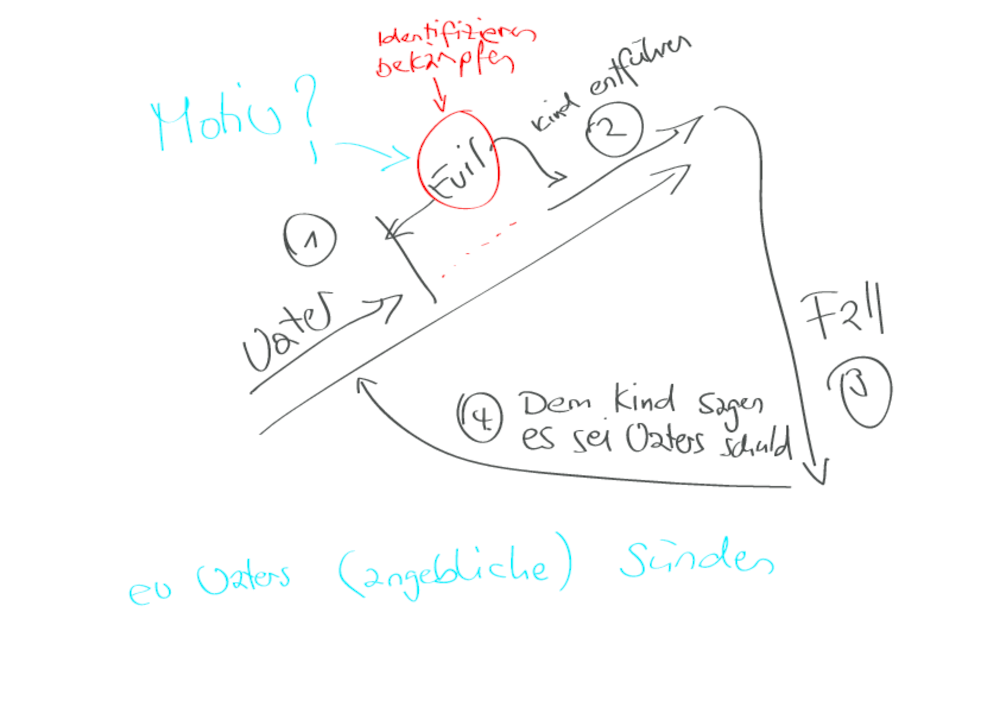 Identifizieren
bekämpfen
Motiv?
Evil
kind entführen
2
1
Vater
Fall
3
4 Dem kind sagen
es sei Vaters schuld
ev Vaters (angebliche) Sünden